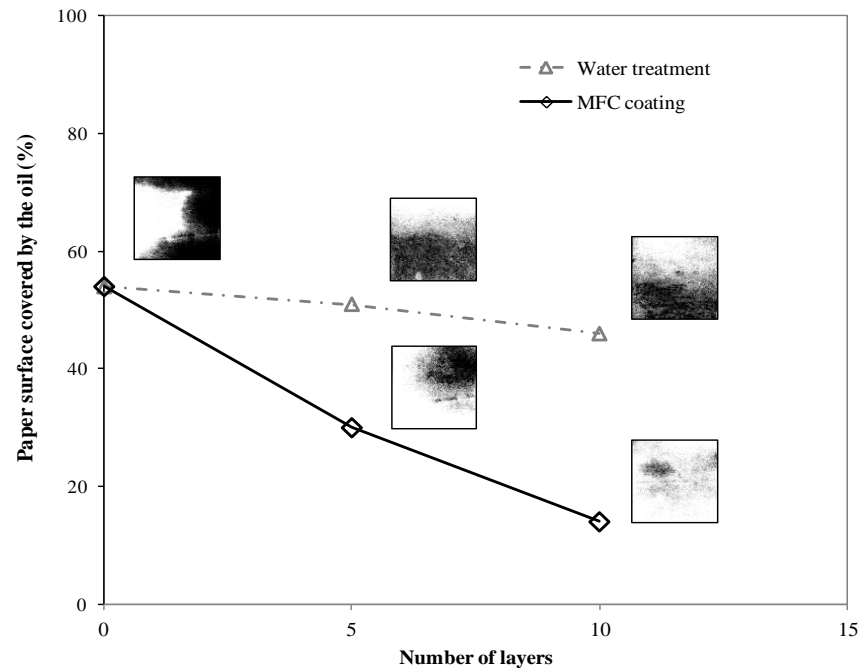 100
80
60
40
20
0
Paper surface covered by the oil (%)
Water treatment
MFC coating
0 5 10 15
Number of layers